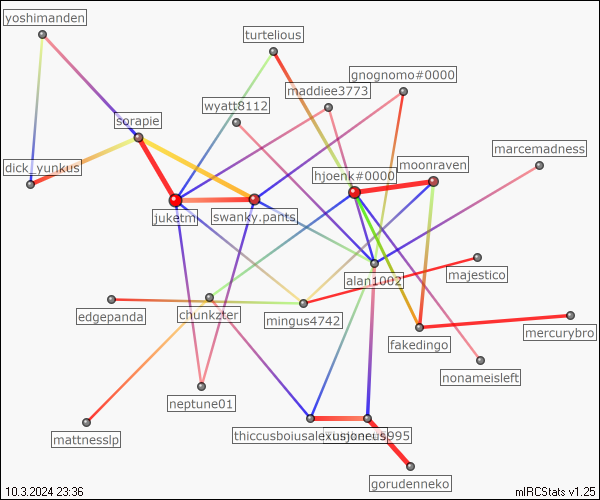 yoshimanden
turtelious
gnognomo#0000
maddiee3773
wyatt8112
sorapie
marcemadness
dick_yunkus
hjoenk#0000
moonraven
juketm
swanky.pants
alan1002
majestico
edgepanda
chunkzter
mingus4742
fakedingo
mercurybro
nonameisleft
neptune01
mattnesslp
gorudenneko
10.3.2024 23:36
mIRCStats v1.25